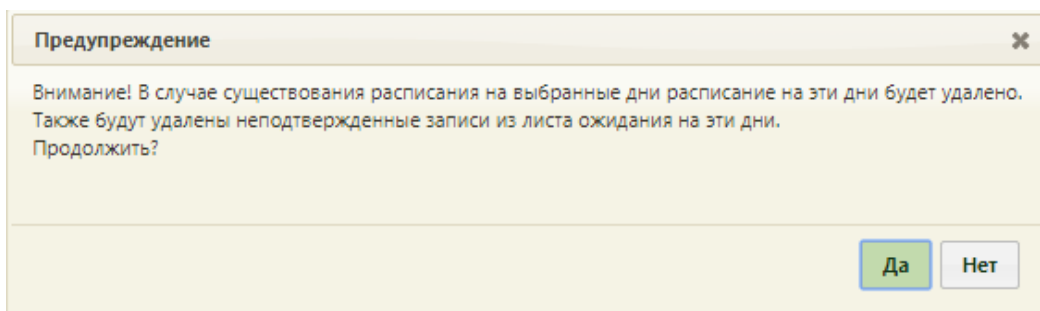 Предупреждение
Внимание! В случае существования расписания на выбранные дни расписание на эти дни будет удалено.
Также будут удалены неподтвержденные записи из листа ожидания на эти дни.
Продолжить?
Да Нет